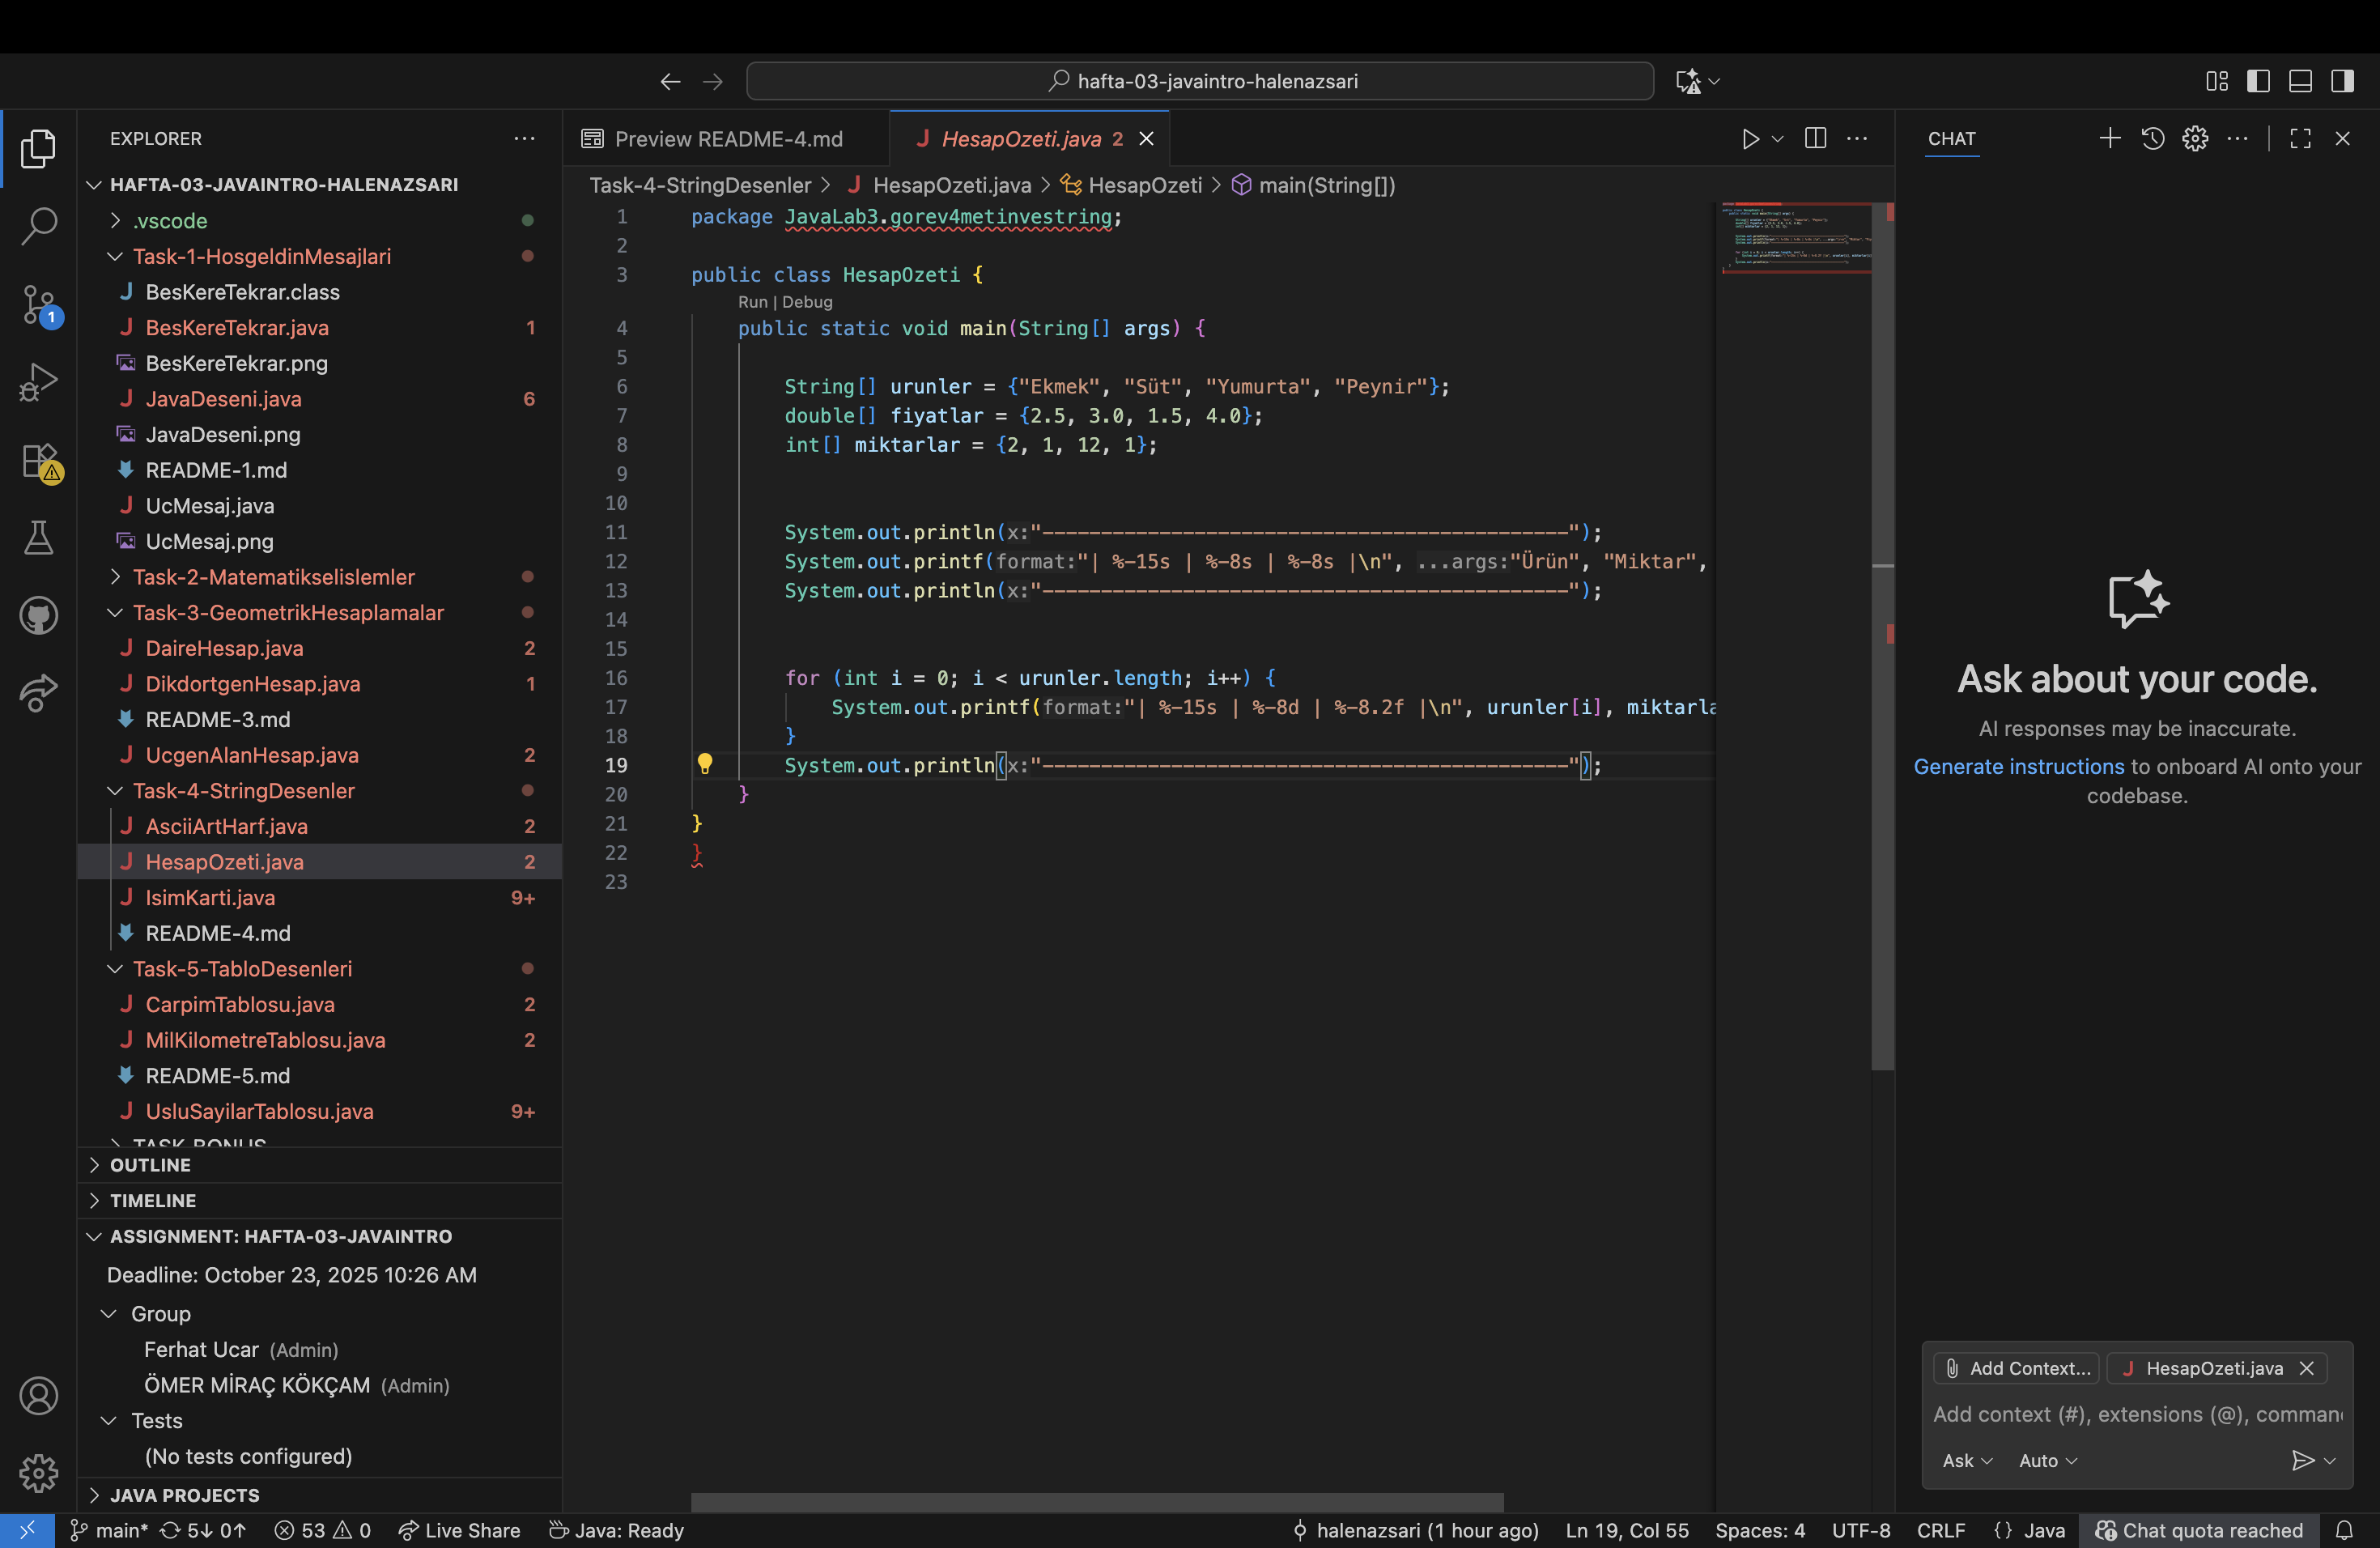 hafta-03-javaintro-halenazsari
EXPLORER
HAFTA-03-JAVAINTRO-HALENAZSARI
.vscode
Task-1-HosgeldinMesajlari
BesKereTekrar.class
BesKereTekrar.java 1
BesKereTekrar.png
JavaDeseni.java 6
JavaDeseni.png
README-1.md
UcMesaj.java
UcMesaj.png
Task-2-Matematikselislemler
Task-3-GeometrikHesaplamalar
DaireHesap.java 2
DikdortgenHesap.java 1
README-3.md
UcgenAlanHesap.java 2
Task-4-StringDesenler
AsciiArtHarf.java 2
HesapOzeti.java 2
IsimKarti.java 9+
README-4.md
Task-5-TabloDesenleri
CarpimTablosu.java 2
MilKilometreTablosu.java 2
README-5.md
UsluSayilarTablosu.java 9+
TASK-BONUS
OUTLINE
TIMELINE
ASSIGNMENT: HAFTA-03-JAVAINTRO
Deadline: October 23, 2025 10:26 AM
Group
Ferhat Ucar (Admin)
ÖMER MİRAÇ KÖKÇAM (Admin)
Tests
(No tests configured)
JAVA PROJECTS
1
Preview README-4.md
J HesapOzeti.java 2
Task-4-StringDesenler > J HesapOzeti.java > HesapOzeti > main(String[])
1 package JavaLab3.gorev4metinvestring;
2
3 public class HesapOzeti {
Run | Debug
4 public static void main(String[] args) {
5
6 String[] urunler = {"Ekmek", "Süt", "Yumurta", "Peynir"};
7 double[] fiyatlar = {2.5, 3.0, 1.5, 4.0};
8 int[] miktarlar = {2, 1, 12, 1};
9
10
11 System.out.println(x:"---------------------------------------------");
12 System.out.printf(format:"| %-15s | %-8s | %-8s |\n", ...args:"Ürün", "Miktar",
13 System.out.println(x:"---------------------------------------------");
14
15
16 for (int i = 0; i < urunler.length; i++) {
17 System.out.printf(format:"| %-15s | %-8d | %-8.2f |\n", urunler[i], miktarla
18 }
19 System.out.println(x:"---------------------------------------------");
20 }
21 }
22 }
23
CHAT
Ask about your code.
AI responses may be inaccurate.
Generate instructions to onboard AI onto your
codebase.
Add Context...
J HesapOzeti.java
Add context (#), extensions (@), comman
Ask Auto
main* 5↓ 0↑ 53 0 Live Share Java: Ready
halenazsari (1 hour ago) Ln 19, Col 55 Spaces: 4 UTF-8 CRLF {} Java Chat quota reached